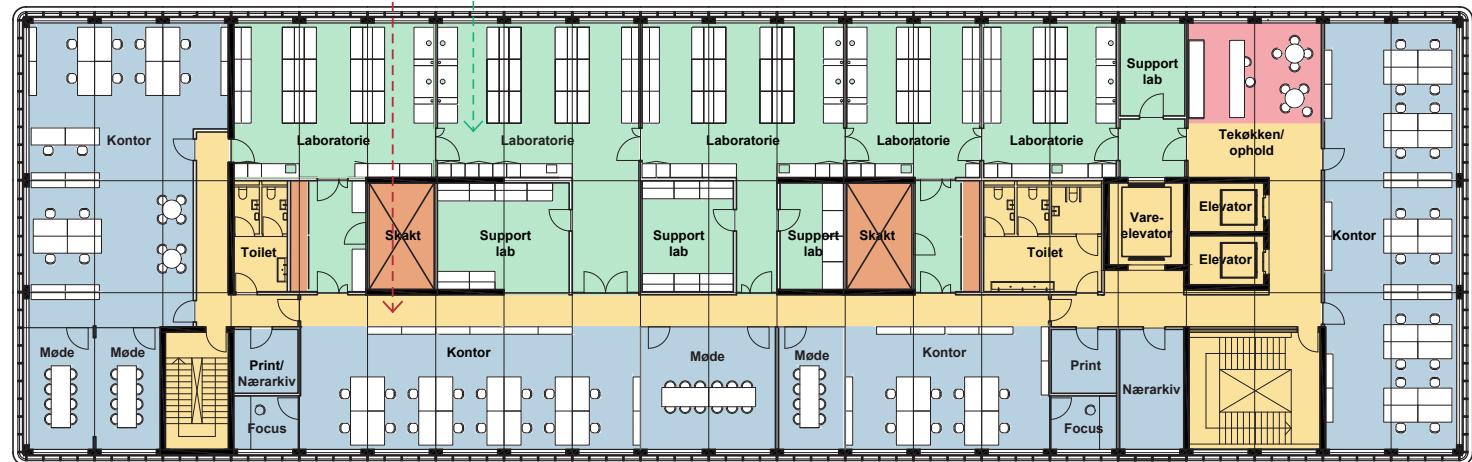 Kontor
Laboratorie
Laboratorie
Laboratorie
Laboratorie
Laboratorie
Support
lab
Tekøkken/
ophold
Kontor
Toilet
Skakt
Support
lab
Support
lab
Support
lab
Skakt
Toilet
Vare-
elevator
Elevator
Elevator
Møde
Møde
Print/
Nærarkiv
Focus
Kontor
Møde
Møde
Kontor
Print
Focus
Nærarkiv